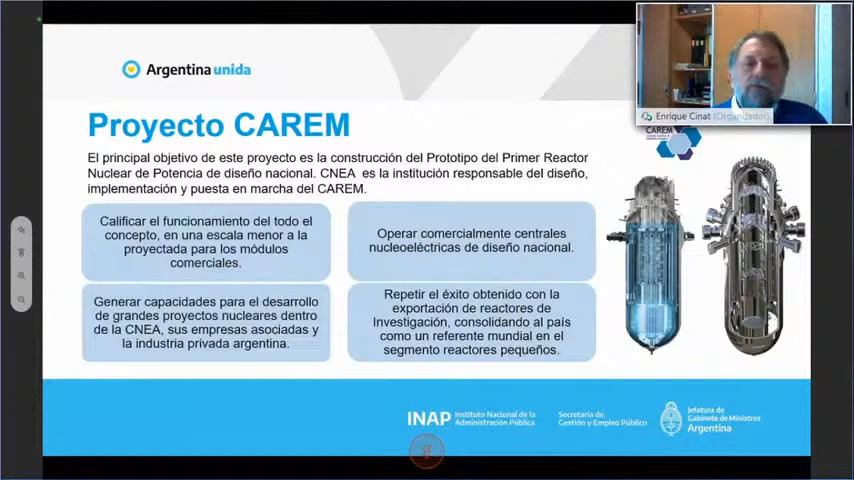 Argentina unida
Enrique Cinat (Organizador)
CAREM
Proyecto CAREM
El principal objetivo de este proyecto es la construcción del Prototipo del Primer Reactor
Nuclear de Potencia de diseño nacional. CNEA es la institución responsable del diseño,
implementación y puesta en marcha del CAREM.
Calificar el funcionamiento del todo el
concepto, en una escala menor a la
proyectada para los módulos
comerciales.
Operar comercialmente centrales
nucleoeléctricas de diseño nacional.
Generar capacidades para el desarrollo
de grandes proyectos nucleares dentro
de la CNEA, sus empresas asociadas y
la industria privada argentina.
Repetir el éxito obtenido con la
exportación de reactores de
Investigación, consolidando al país
como un referente mundial en el
segmento reactores pequeños.
INAP
Instituto Nacional de la
Administración Pública
Secretaría de
Gestión y Empleo Público
Jefatura de
Gabinete de Ministros
Argentina